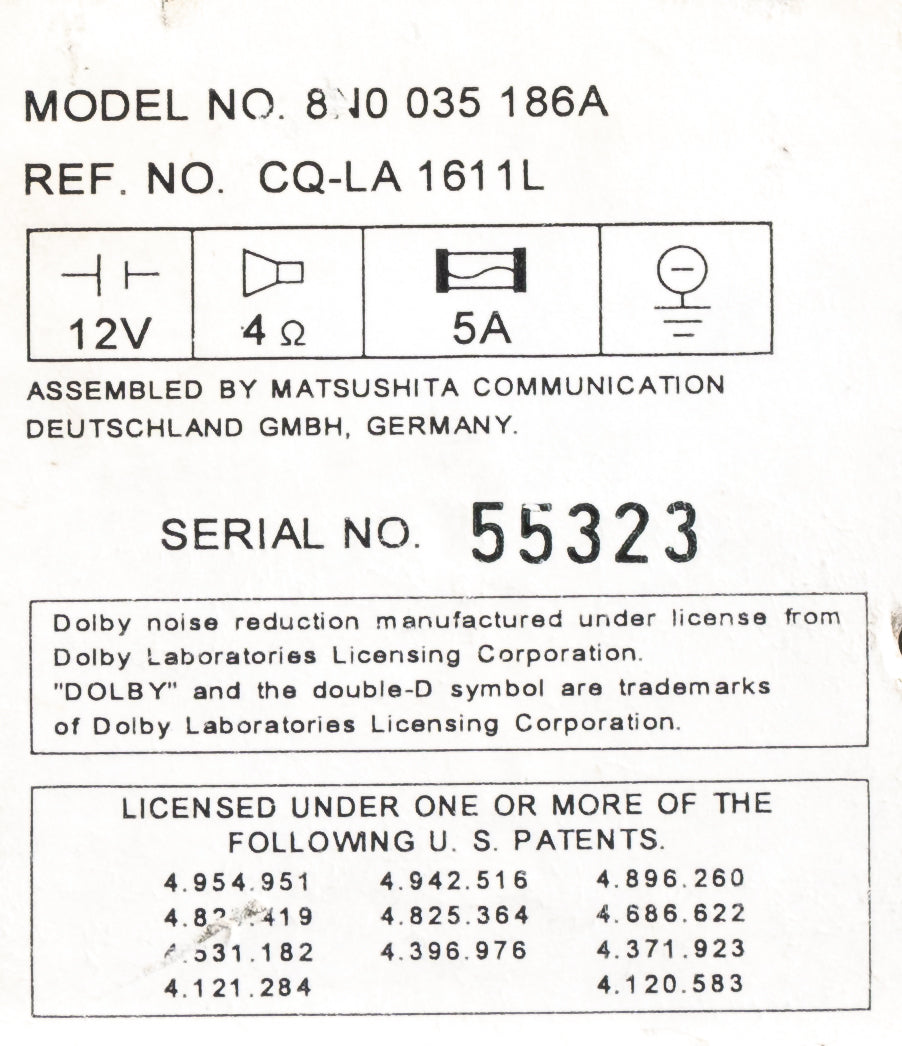 MODEL NO. 8N0 035 186A
REF. NO. CQ-LA 1611L
12V 4 Ω 5A
ASSEMBLED BY MATSUSHITA COMMUNICATION
DEUTSCHLAND GMBH, GERMANY.
SERIAL NO. 55323
Dolby noise reduction manufactured under license from
Dolby Laboratories Licensing Corporation.
"DOLBY" and the double-D symbol are trademarks
of Dolby Laboratories Licensing Corporation.
LICENSED UNDER ONE OR MORE OF THE
FOLLOWING U. S. PATENTS.
4.954.951 4.942.516 4.896.260
4.825.364 4.686.622
4.396.976 4.371.923
4.121.284 4.120.583